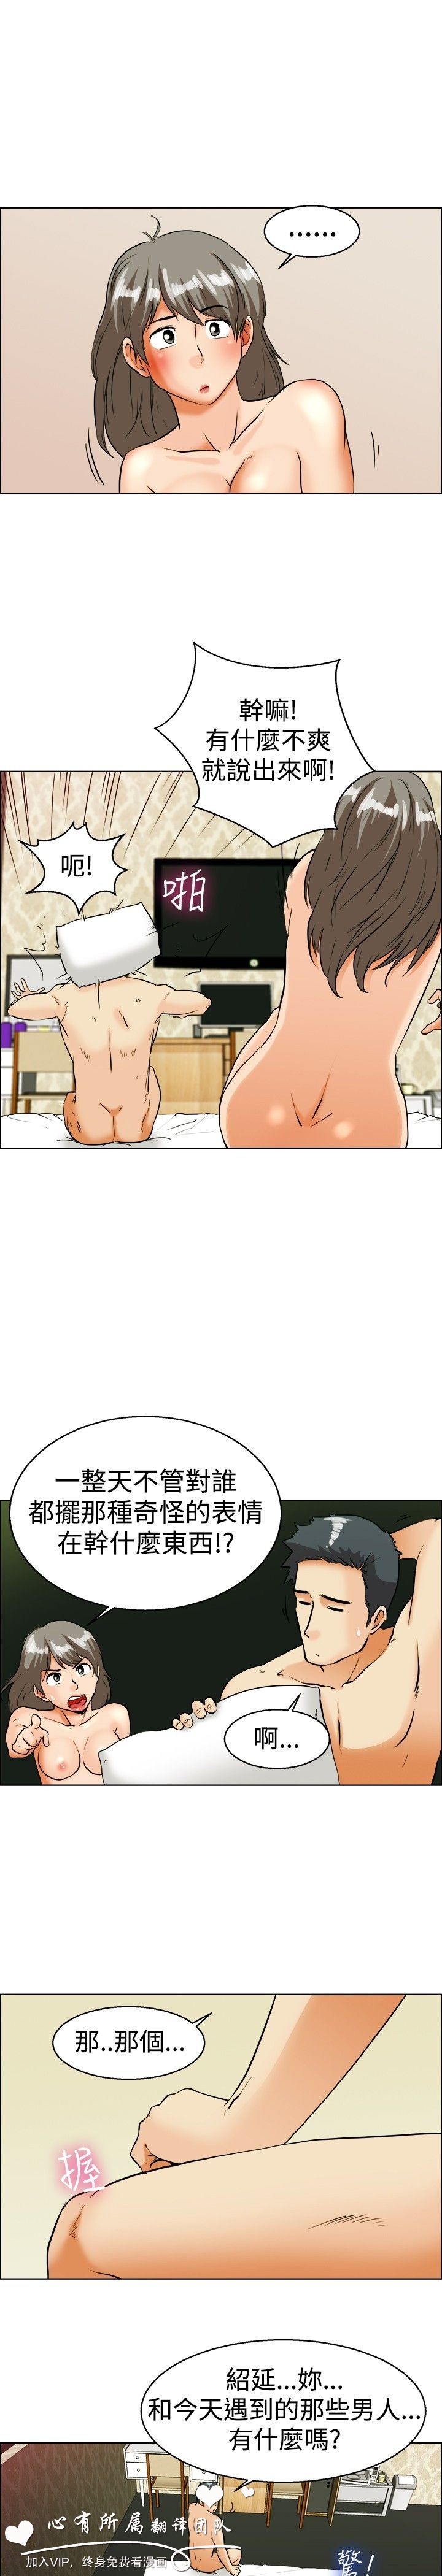 ......
幹嘛!
有什麼不爽
就說出來啊!
呃!
啪
一整天不管對誰
都擺那種奇怪的表情
在幹什麼東西!?
啊...
那..那個...
握
紹延...妳...
和今天遇到的那些男人...
有什麼嗎?
心有所属翻译团队
加入VIP，终身免费看漫画
驚!